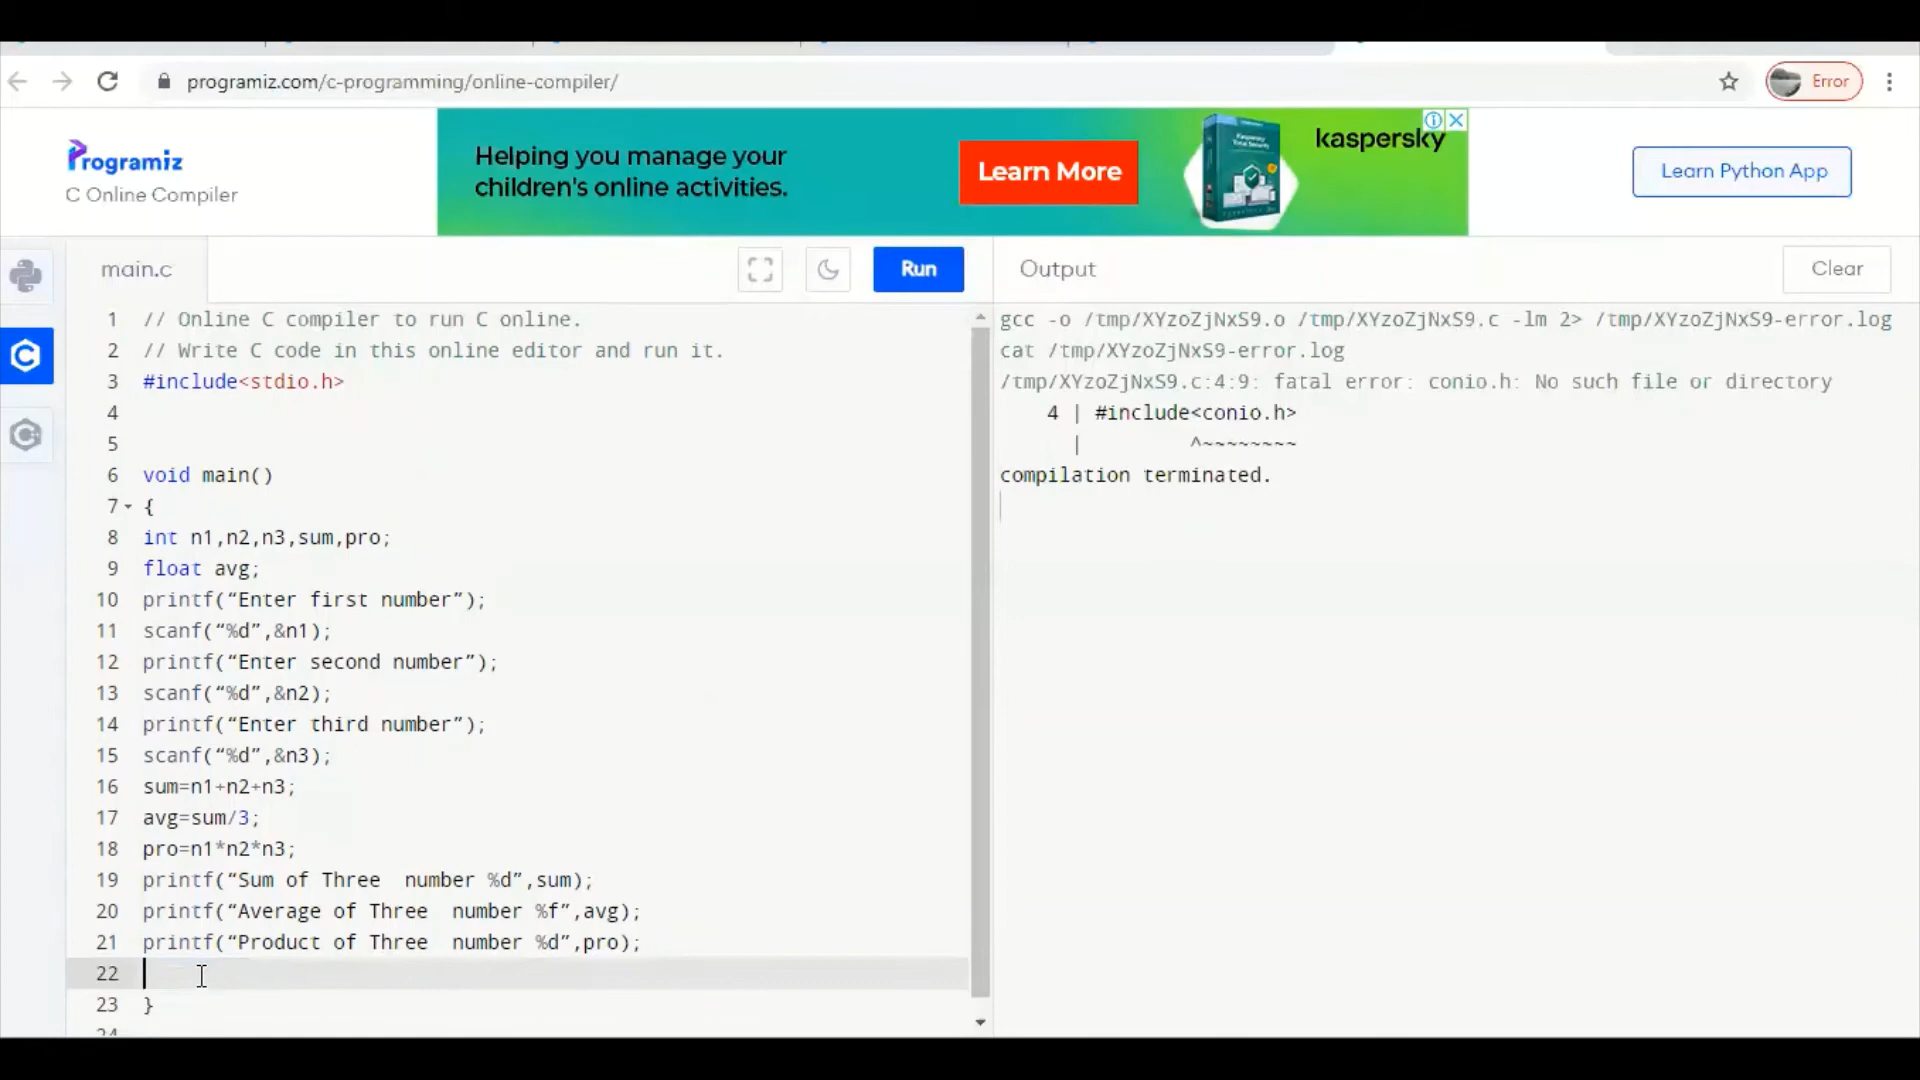 programiz.com/c-programming/online-compiler/
Error
Programiz
C Online Compiler
Helping you manage your
children's online activities.
Learn More
kaspersky
Learn Python App
main.c
Run
Output
Clear
1 // Online C compiler to run C online.
2 // Write C code in this online editor and run it.
3 #include<stdio.h>
4
5
6 void main()
7 {
8 int n1,n2,n3,sum,pro;
9 float avg;
10 printf(“Enter first number”);
11 scanf(“%d”,&n1);
12 printf(“Enter second number”);
13 scanf(“%d”,&n2);
14 printf(“Enter third number”);
15 scanf(“%d”,&n3);
16 sum=n1+n2+n3;
17 avg=sum/3;
18 pro=n1*n2*n3;
19 printf(“Sum of Three  number %d”,sum);
20 printf(“Average of Three  number %f”,avg);
21 printf(“Product of Three  number %d”,pro);
22
23 }
gcc -o /tmp/XYzoZjNxS9.o /tmp/XYzoZjNxS9.c -lm 2> /tmp/XYzoZjNxS9-error.log
cat /tmp/XYzoZjNxS9-error.log
/tmp/XYzoZjNxS9.c:4:9: fatal error: conio.h: No such file or directory
4 | #include<conio.h>
| ^~~~~~~~~
compilation terminated.